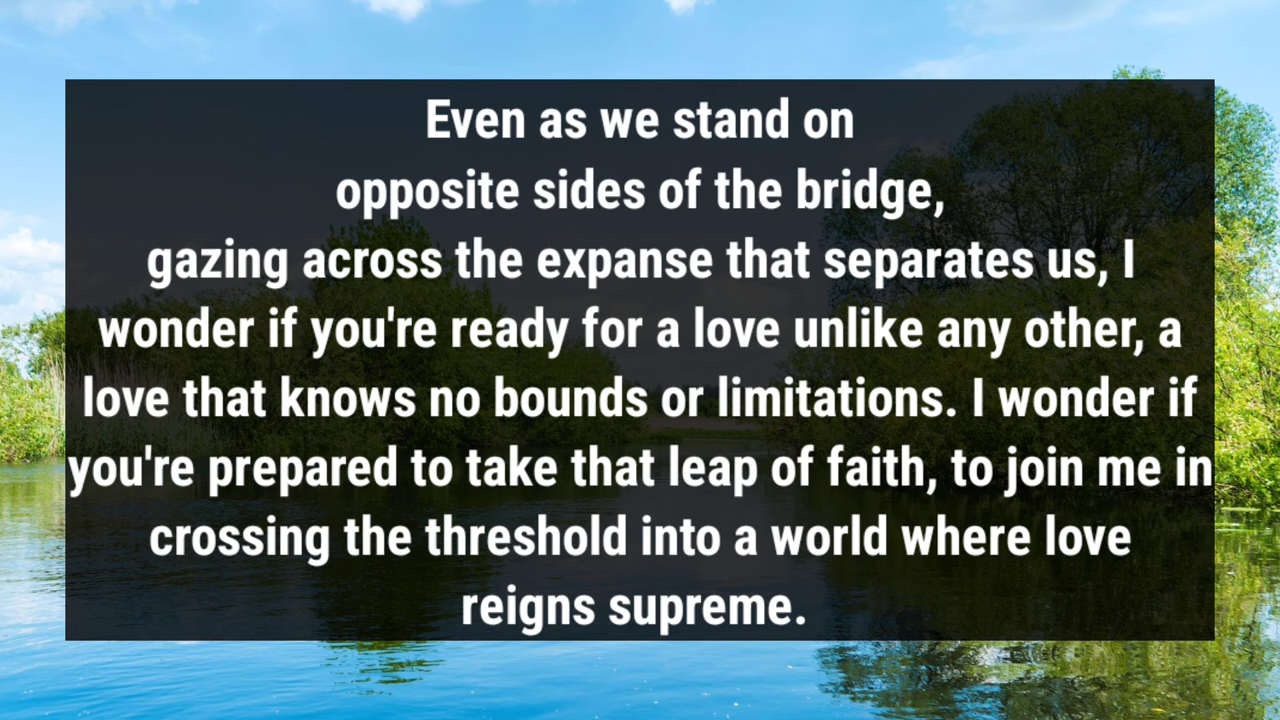 Even as we stand on
opposite sides of the bridge,
gazing across the expanse that separates us, I
wonder if you're ready for a love unlike any other, a
love that knows no bounds or limitations. I wonder if
you're prepared to take that leap of faith, to join me in
crossing the threshold into a world where love
reigns supreme.